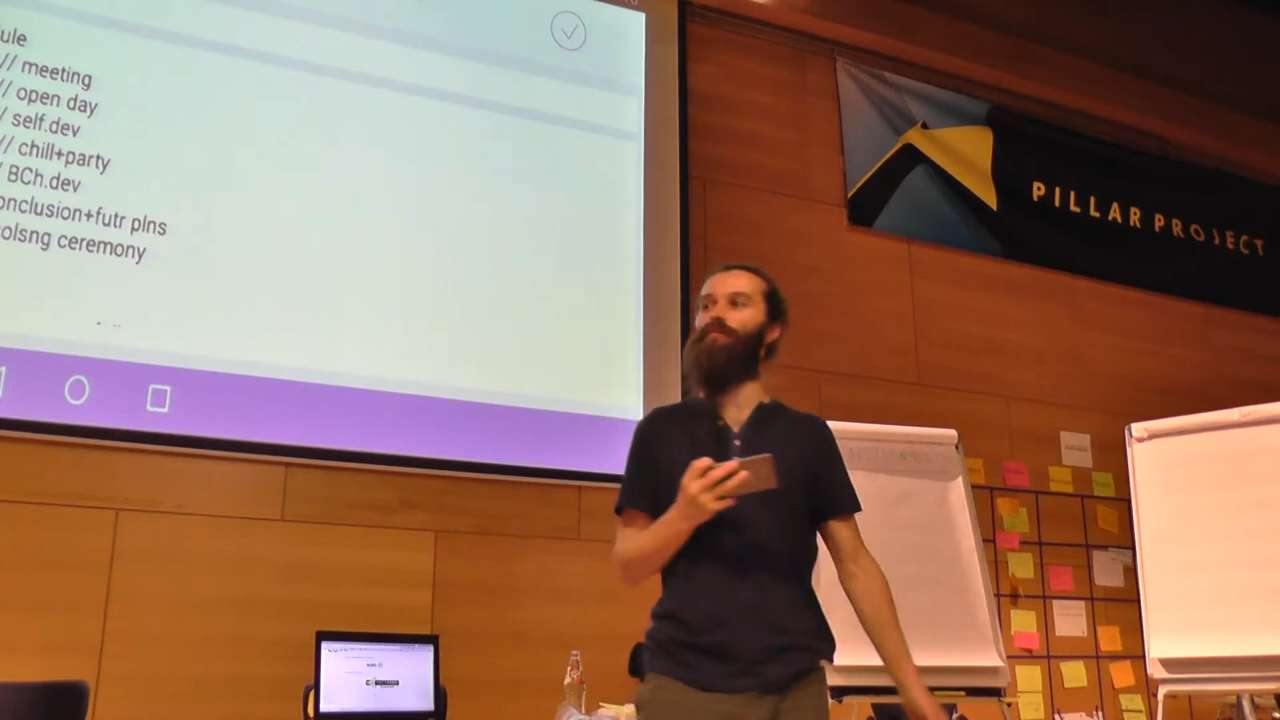 ule
// meeting
/ open day
/ self.dev
// chill+party
/ BCh.dev
onclusion+futr plns
olsng ceremony
PILLAR PROJECT